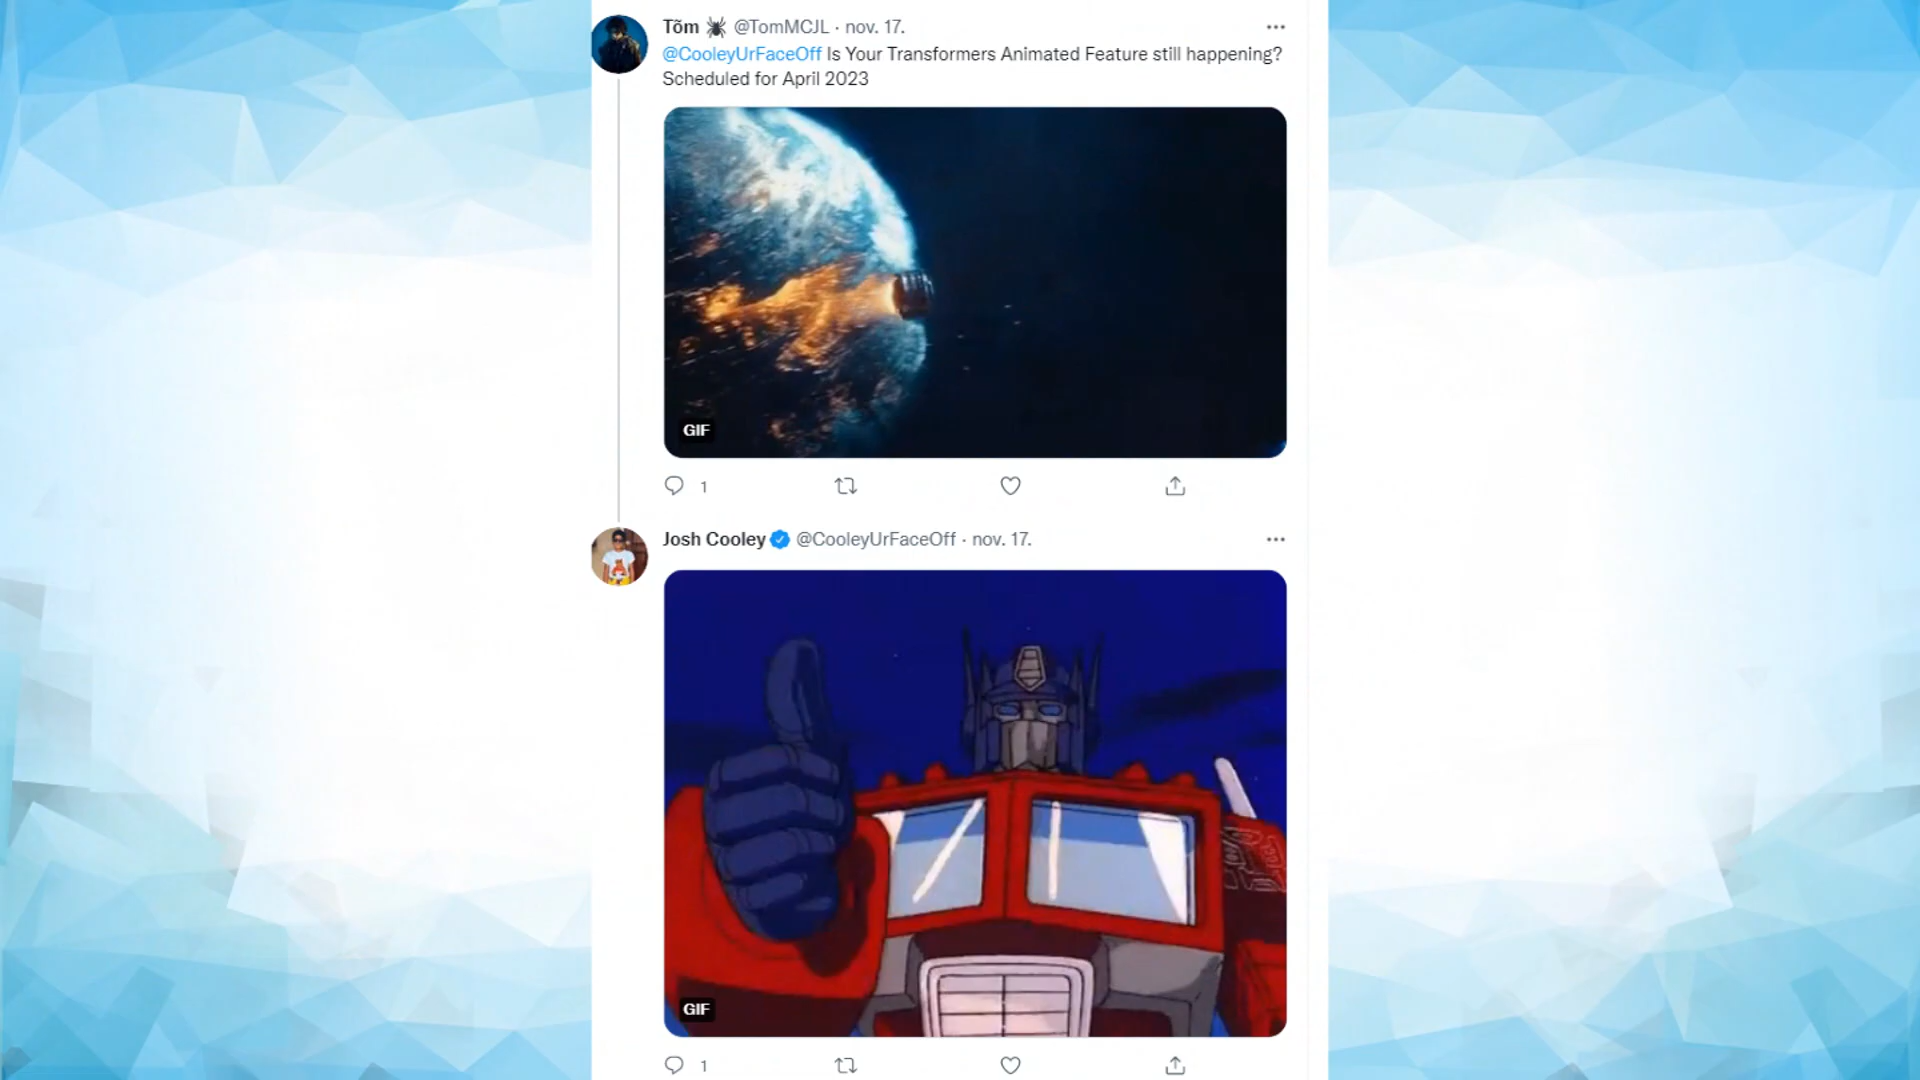 Tõm @TomMCJL · nov. 17.
@CooleyUrFaceOff Is Your Transformers Animated Feature still happening?
Scheduled for April 2023
GIF
1
Josh Cooley @CooleyUrFaceOff · nov. 17.
GIF
1